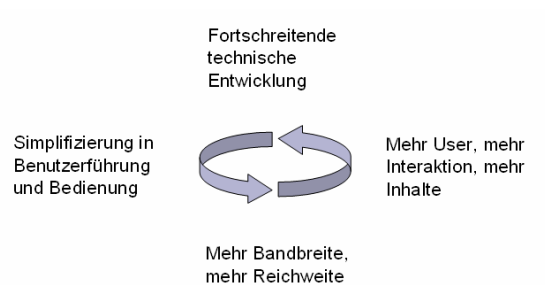 Fortschreitende
technische
Entwicklung
Simplifizierung in
Benutzerführung
und Bedienung
Mehr User, mehr
Interaktion, mehr
Inhalte
Mehr Bandbreite,
mehr Reichweite